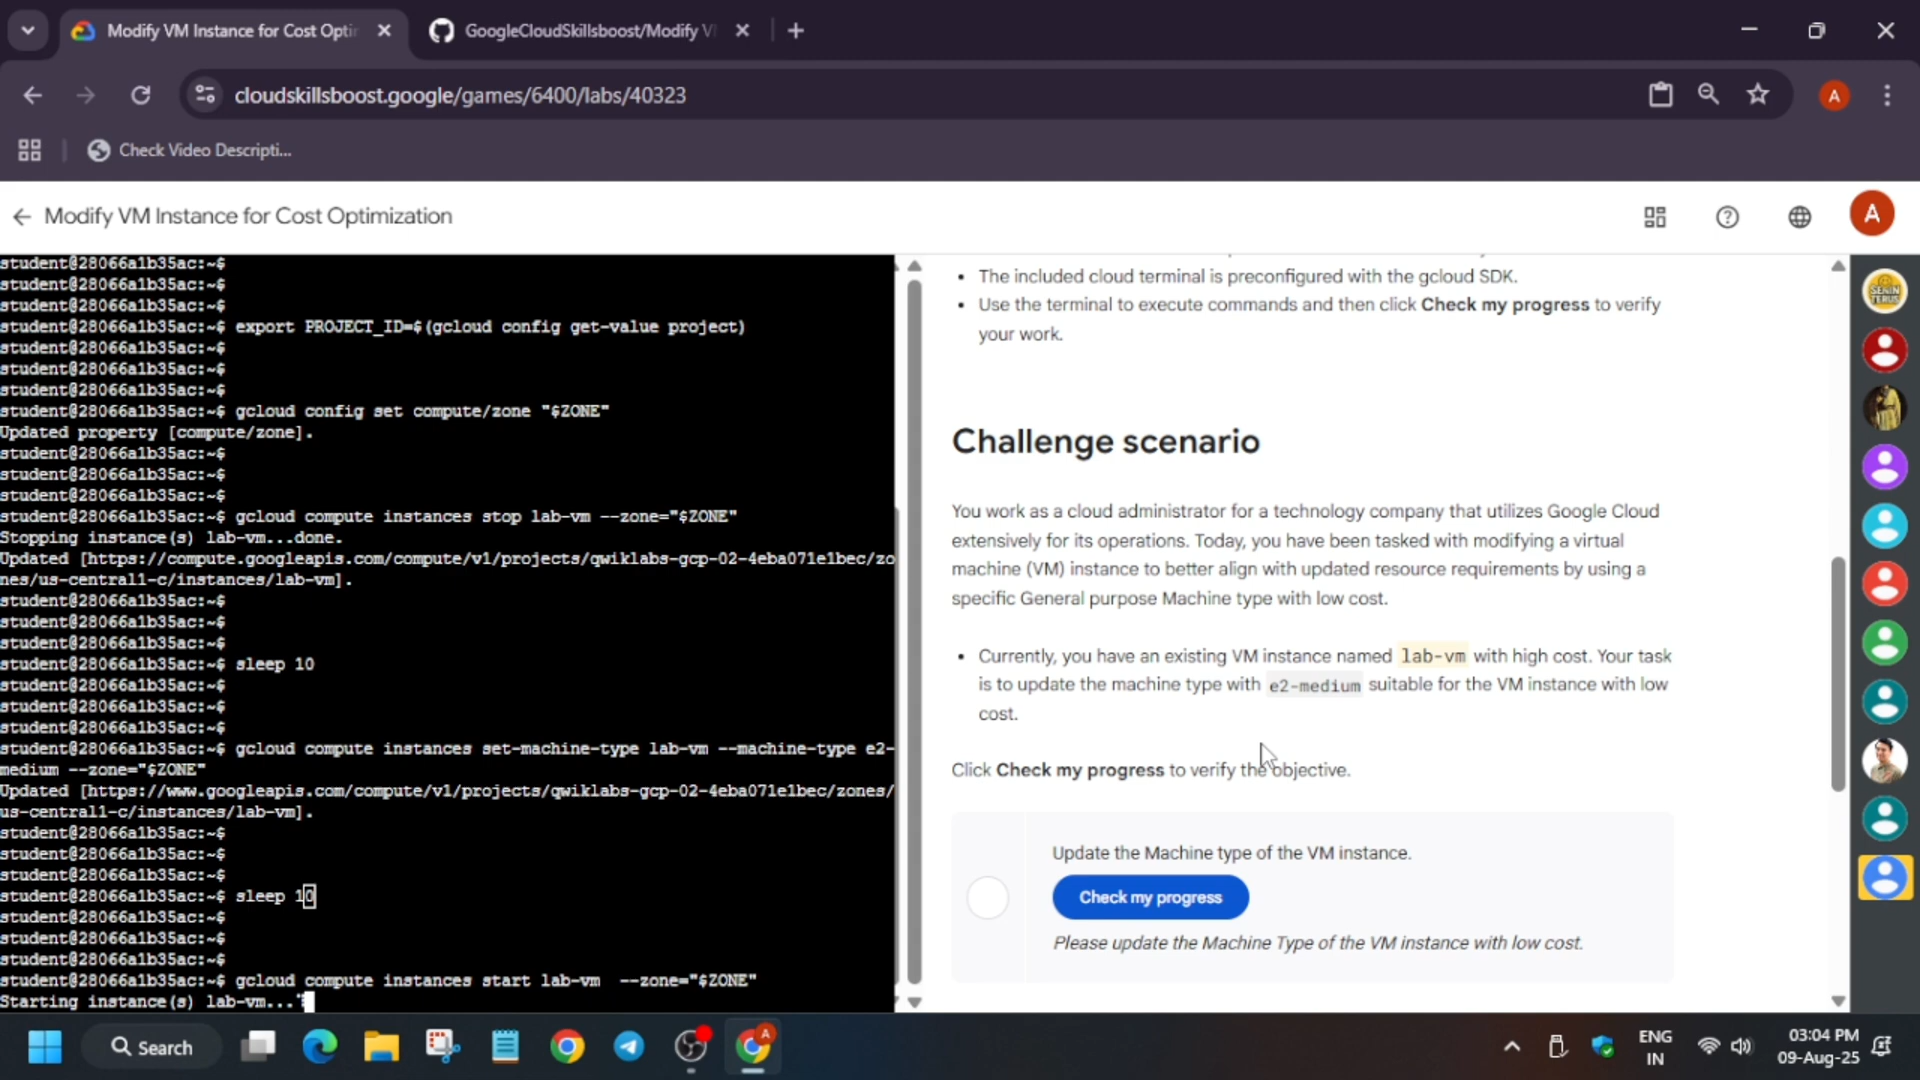 Modify VM Instance for Cost Opti
GoogleCloudSkillsboost/Modify V
cloudskillsboost.google/games/6400/labs/40323
A
Check Video Descripti...
Modify VM Instance for Cost Optimization
A
student@28066a1b35ac:~$
student@28066a1b35ac:~$
student@28066a1b35ac:~$
student@28066a1b35ac:~$ export PROJECT_ID=$(gcloud config get-value project)
student@28066a1b35ac:~$
student@28066a1b35ac:~$
student@28066a1b35ac:~$
student@28066a1b35ac:~$ gcloud config set compute/zone "$ZONE"
Updated property [compute/zone].
student@28066a1b35ac:~$
student@28066a1b35ac:~$
student@28066a1b35ac:~$
student@28066a1b35ac:~$ gcloud compute instances stop lab-vm --zone="$ZONE"
Stopping instance(s) lab-vm...done.
Updated [https://compute.googleapis.com/compute/v1/projects/qwiklabs-gcp-02-4eba071e1bec/zo
nes/us-central1-c/instances/lab-vm].
student@28066a1b35ac:~$
student@28066a1b35ac:~$
student@28066a1b35ac:~$
student@28066a1b35ac:~$ sleep 10
student@28066a1b35ac:~$
student@28066a1b35ac:~$
student@28066a1b35ac:~$
student@28066a1b35ac:~$ gcloud compute instances set-machine-type lab-vm --machine-type e2-
medium --zone="$ZONE"
Updated [https://www.googleapis.com/compute/v1/projects/qwiklabs-gcp-02-4eba071e1bec/zones/
us-central1-c/instances/lab-vm].
student@28066a1b35ac:~$
student@28066a1b35ac:~$
student@28066a1b35ac:~$
student@28066a1b35ac:~$ sleep 10
student@28066a1b35ac:~$
student@28066a1b35ac:~$
student@28066a1b35ac:~$
student@28066a1b35ac:~$ gcloud compute instances start lab-vm  --zone="$ZONE"
Starting instance(s) lab-vm...
• The included cloud terminal is preconfigured with the gcloud SDK.
• Use the terminal to execute commands and then click Check my progress to verify
your work.
Challenge scenario
You work as a cloud administrator for a technology company that utilizes Google Cloud
extensively for its operations. Today, you have been tasked with modifying a virtual
machine (VM) instance to better align with updated resource requirements by using a
specific General purpose Machine type with low cost.
• Currently, you have an existing VM instance named lab-vm with high cost. Your task
is to update the machine type with e2-medium suitable for the VM instance with low
cost.
Click Check my progress to verify the objective.
Update the Machine type of the VM instance.
Check my progress
Please update the Machine Type of the VM instance with low cost.
SENIN
TERUS
Search
A
ENG
IN
03:04 PM
09-Aug-25